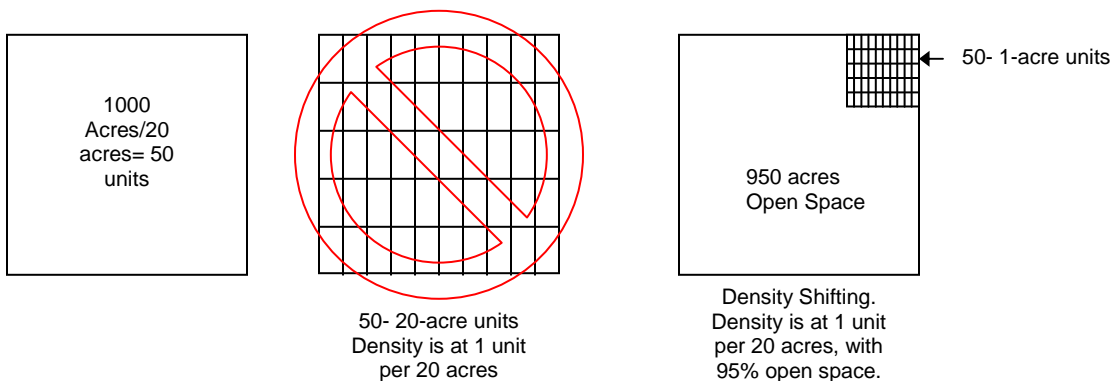 1000
Acres/20
acres= 50
units
50- 20-acre units
Density is at 1 unit
per 20 acres
50- 1-acre units
950 acres
Open Space
Density Shifting.
Density is at 1 unit
per 20 acres, with
95% open space.